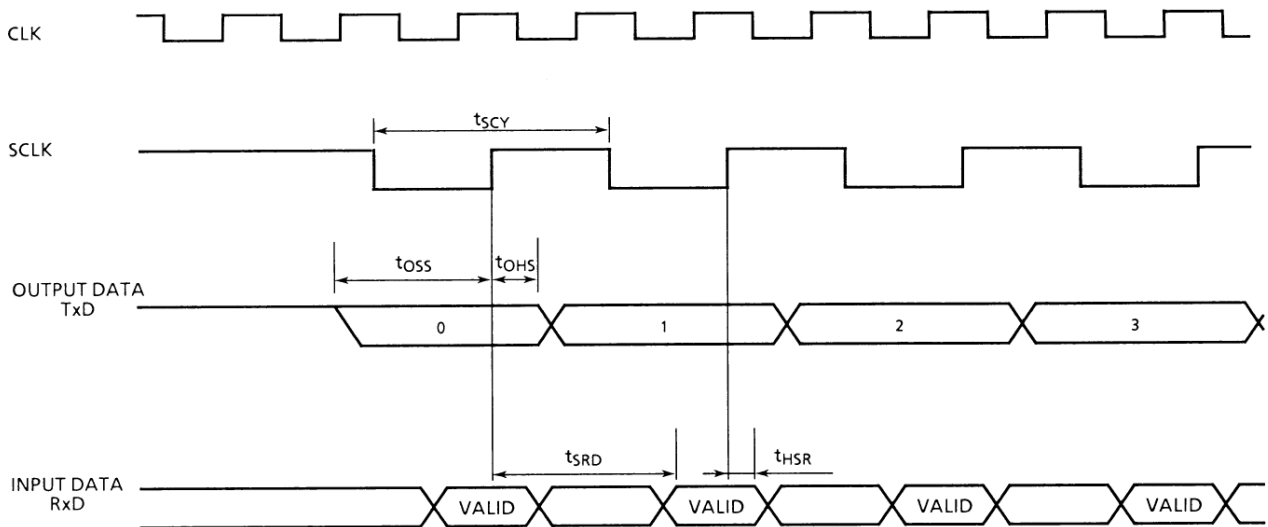 CLK
tSCY
SCLK
tOSS tOHS
OUTPUT DATA
TxD
0 1 2 3
tSRD tHSR
INPUT DATA
RxD
VALID VALID VALID VALID